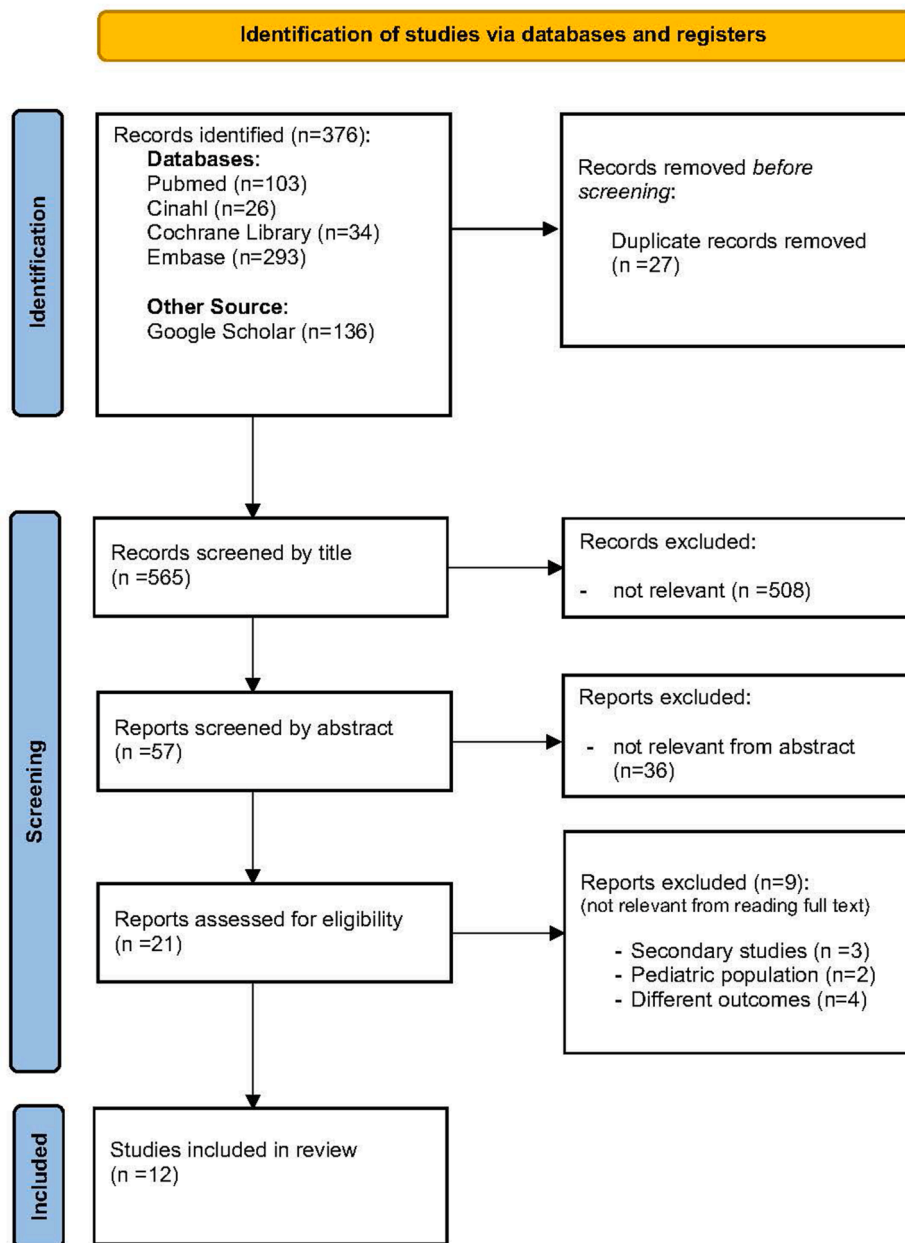 Identification of studies via databases and registers
Identification
Records identified (n=376):
Databases:
Pubmed (n=103)
Cinahl (n=26)
Cochrane Library (n=34)
Embase (n=293)
Other Source:
Google Scholar (n=136)
Records removed before
screening:
Duplicate records removed
(n =27)
Screening
Records screened by title
(n =565)
Records excluded:
- not relevant (n =508)
Reports screened by abstract
(n =57)
Reports excluded:
- not relevant from abstract
(n=36)
Reports assessed for eligibility
(n =21)
Reports excluded (n=9):
(not relevant from reading full text)
- Secondary studies (n =3)
- Pediatric population (n=2)
- Different outcomes (n=4)
Included
Studies included in review
(n =12)